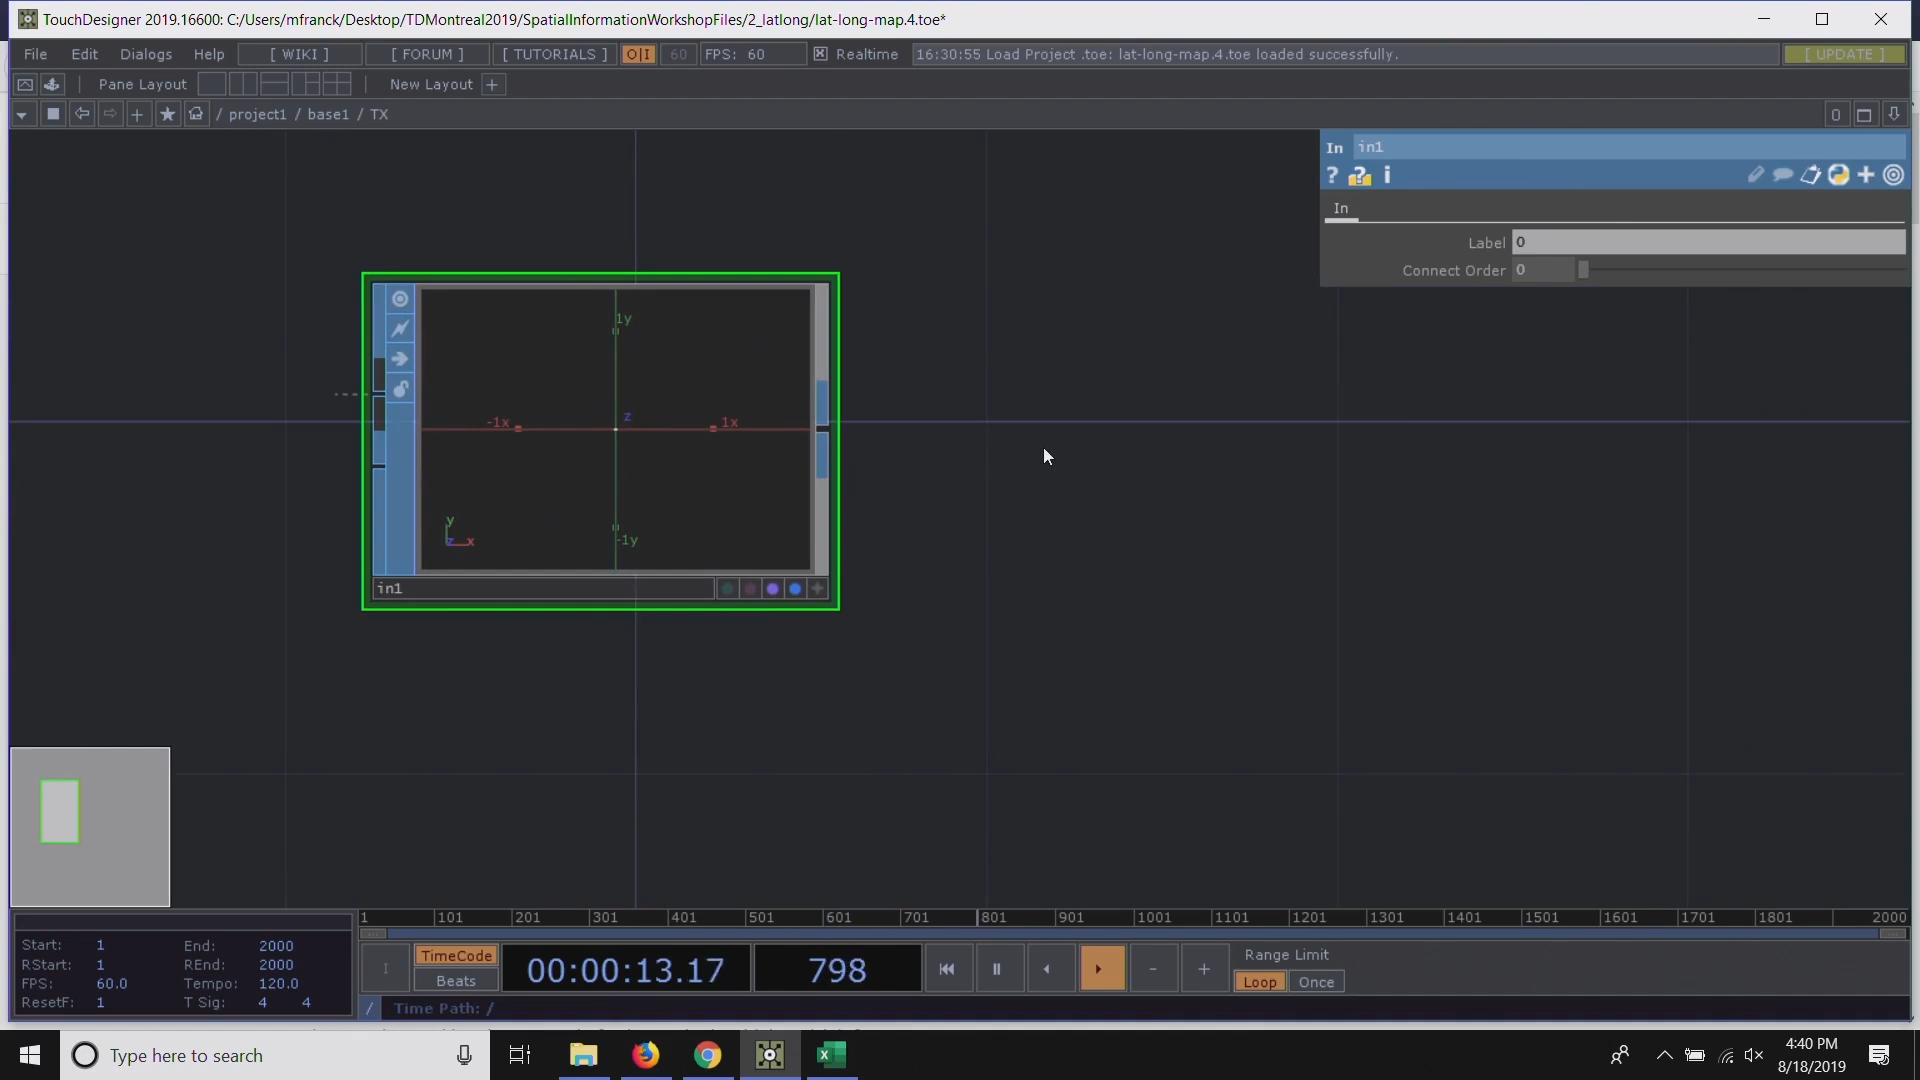 TouchDesigner 2019.16600: C:/Users/mfranck/Desktop/TDMontreal2019/SpatialInformationWorkshopFiles/2_latlong/lat-long-map.4.toe*
File Edit Dialogs Help [ WIKI ] [ FORUM ] [ TUTORIALS ] O|I 60 FPS: 60 Realtime 16:30:55 Load Project .toe: lat-long-map.4.toe loaded successfully. [ UPDATE ]
Pane Layout New Layout +
/ project1 / base1 / TX 0
In in1
? ? i
In
Label 0
Connect Order 0
1y
z
-1x 1x
y
z x
-1y
in1
1 101 201 301 401 501 601 701 801 901 1001 1101 1201 1301 1401 1501 1601 1701 1801 2000
Start: 1 End: 2000
RStart: 1 REnd: 2000
FPS: 60.0 Tempo: 120.0
ResetF: 1 T Sig: 4 4
I TimeCode Beats 00:00:13.17 798 - + Range Limit
Loop Once
/ Time Path: /
Type here to search
4:40 PM
8/18/2019